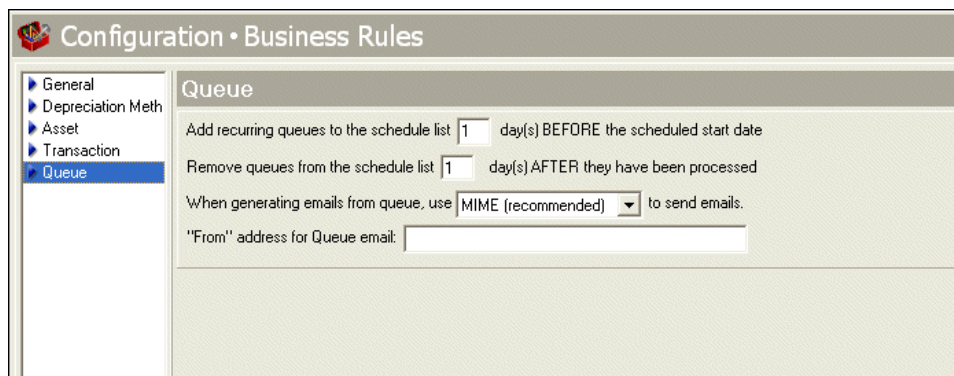 Configuration • Business Rules
General
Depreciation Meth
Asset
Transaction
Queue
Queue
Add recurring queues to the schedule list 1 day(s) BEFORE the scheduled start date
Remove queues from the schedule list 1 day(s) AFTER they have been processed
When generating emails from queue, use MIME (recommended) to send emails.
"From" address for Queue email: